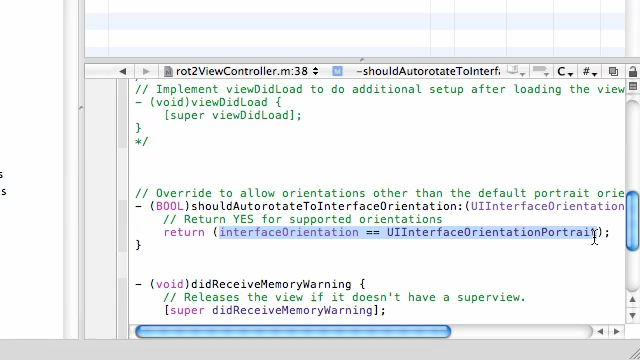 rot2ViewController.m:38 M -shouldAutorotateToInterfa C #
// Implement viewDidLoad to do additional setup after loading the view
- (void)viewDidLoad {
[super viewDidLoad];
}
*/
// Override to allow orientations other than the default portrait orie
- (BOOL)shouldAutorotateToInterfaceOrientation:(UIInterfaceOrientation
// Return YES for supported orientations
return (interfaceOrientation == UIInterfaceOrientationPortrait);
}
- (void)didReceiveMemoryWarning {
// Releases the view if it doesn't have a superview.
[super didReceiveMemoryWarning];